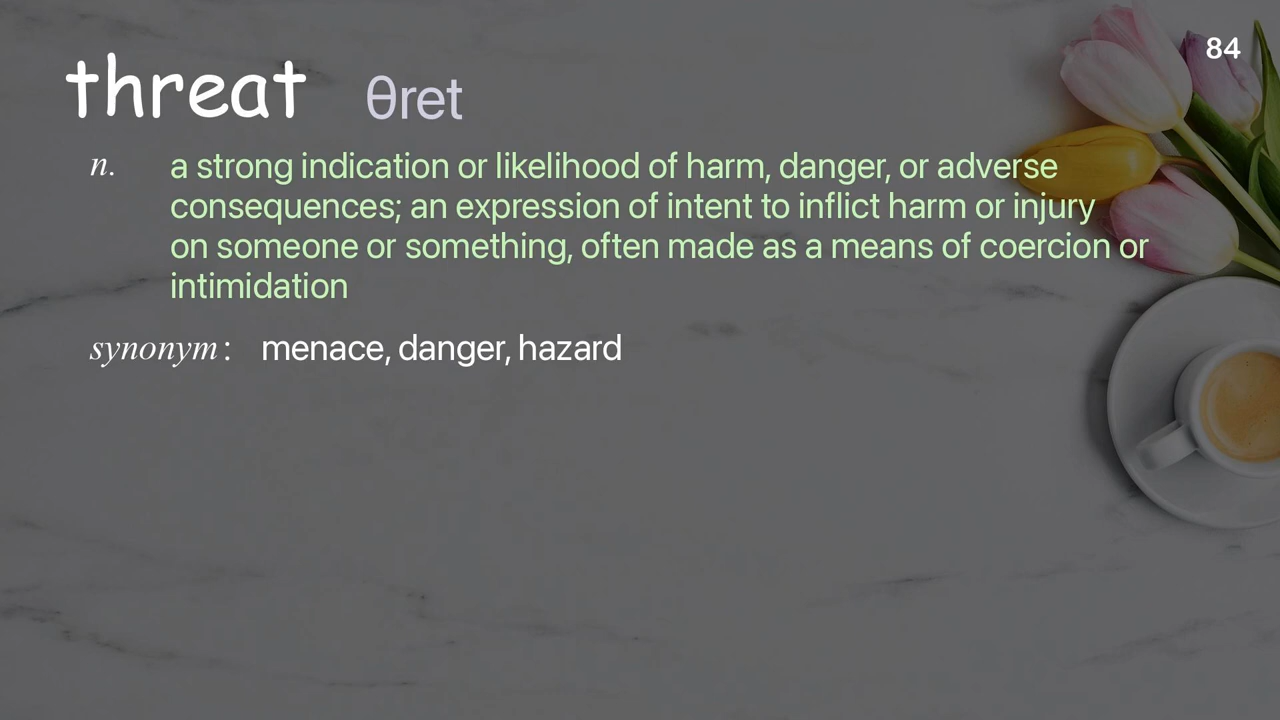 84
threat θret
n. a strong indication or likelihood of harm, danger, or adverse
consequences; an expression of intent to inflict harm or injury
on someone or something, often made as a means of coercion or
intimidation
synonym : menace, danger, hazard